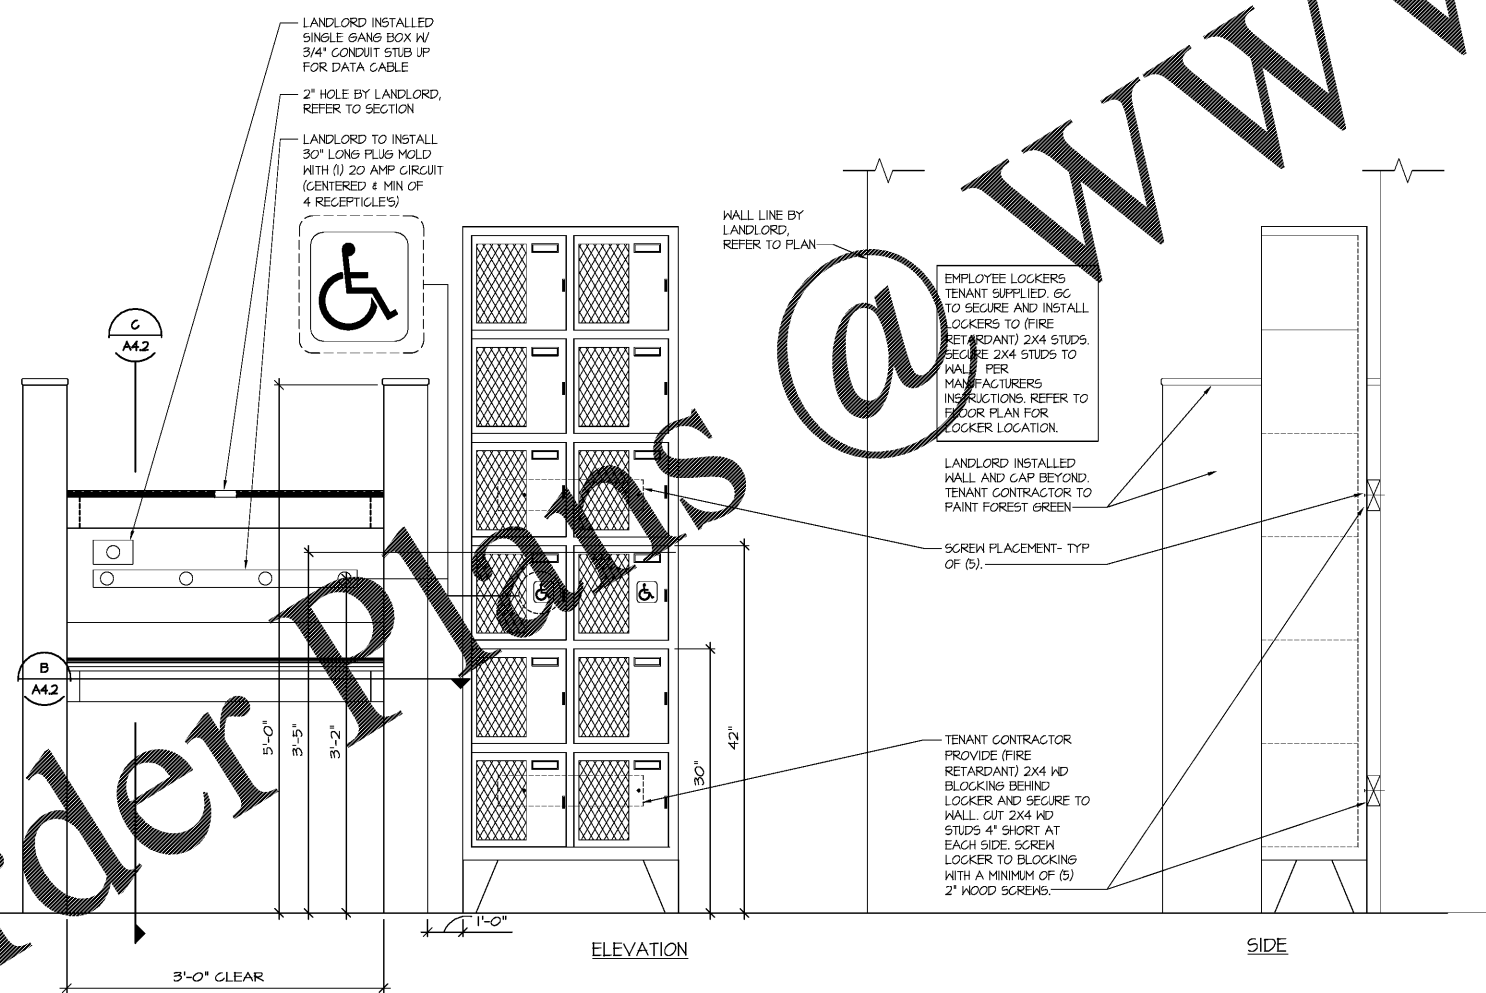 LANDLORD INSTALLED
SINGLE GANG BOX W/
3/4" CONDUIT STUB UP
FOR DATA CABLE
2" HOLE BY LANDLORD,
REFER TO SECTION
LANDLORD TO INSTALL
30" LONG PLUG MOLD
WITH (1) 20 AMP CIRCUIT
(CENTERED & MIN OF
4 RECEPTICLE'S)
C
A4.2
B
A4.2
5'-0"
3'-5"
3'-2"
30"
42"
1'-0"
3'-0" CLEAR
ELEVATION
WALL LINE BY
LANDLORD,
REFER TO PLAN
EMPLOYEE LOCKERS
TENANT SUPPLIED. GC
TO SECURE AND INSTALL
LOCKERS TO (FIRE
RETARDANT) 2X4 STUDS.
SECURE 2X4 STUDS TO
WALL PER
MANUFACTURERS
INSTRUCTIONS. REFER TO
FLOOR PLAN FOR
LOCKER LOCATION.
LANDLORD INSTALLED
WALL AND CAP BEYOND.
TENANT CONTRACTOR TO
PAINT FOREST GREEN
SCREW PLACEMENT- TYP
OF (5).
TENANT CONTRACTOR
PROVIDE (FIRE
RETARDANT) 2X4 WD
BLOCKING BEHIND
LOCKER AND SECURE TO
WALL. CUT 2X4 WD
STUDS 4" SHORT AT
EACH SIDE. SCREW
LOCKER TO BLOCKING
WITH A MINIMUM OF (5)
2" WOOD SCREWS.
SIDE
der Plans @ www